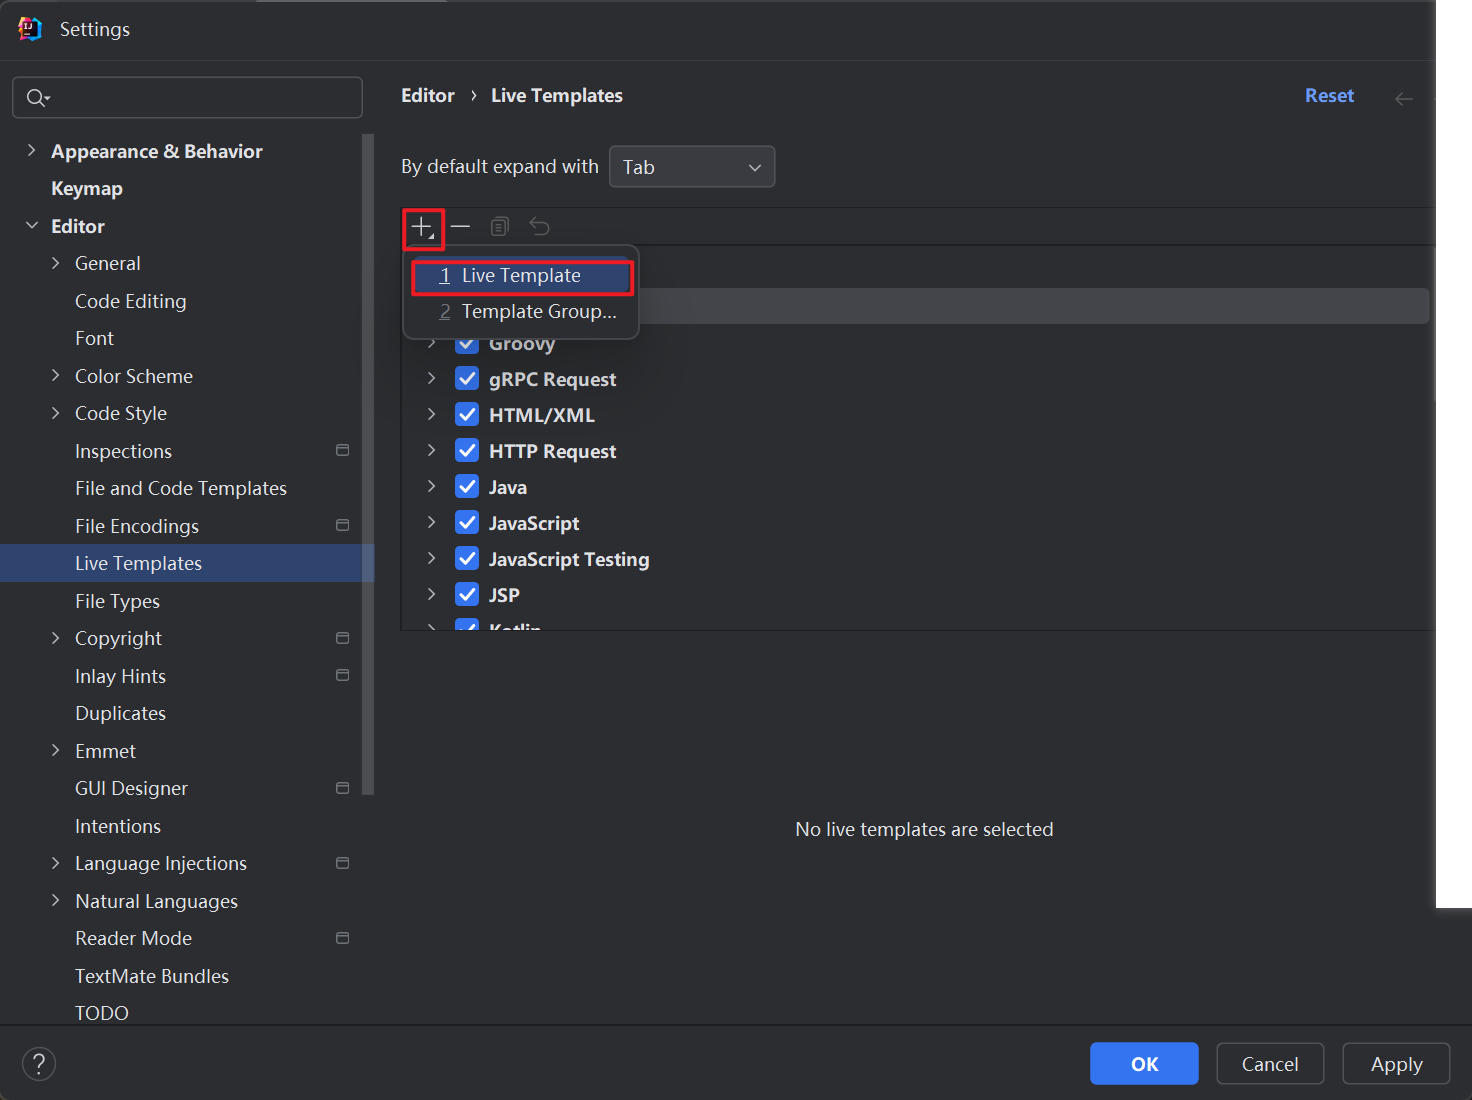 Settings
Editor › Live Templates
Reset
Appearance & Behavior
Keymap
Editor
General
Code Editing
Font
Color Scheme
Code Style
Inspections
File and Code Templates
File Encodings
Live Templates
File Types
Copyright
Inlay Hints
Duplicates
Emmet
GUI Designer
Intentions
Language Injections
Natural Languages
Reader Mode
TextMate Bundles
TODO
By default expand with Tab
1 Live Template
2 Template Group...
Groovy
gRPC Request
HTML/XML
HTTP Request
Java
JavaScript
JavaScript Testing
JSP
Kotlin
No live templates are selected
?
OK
Cancel
Apply